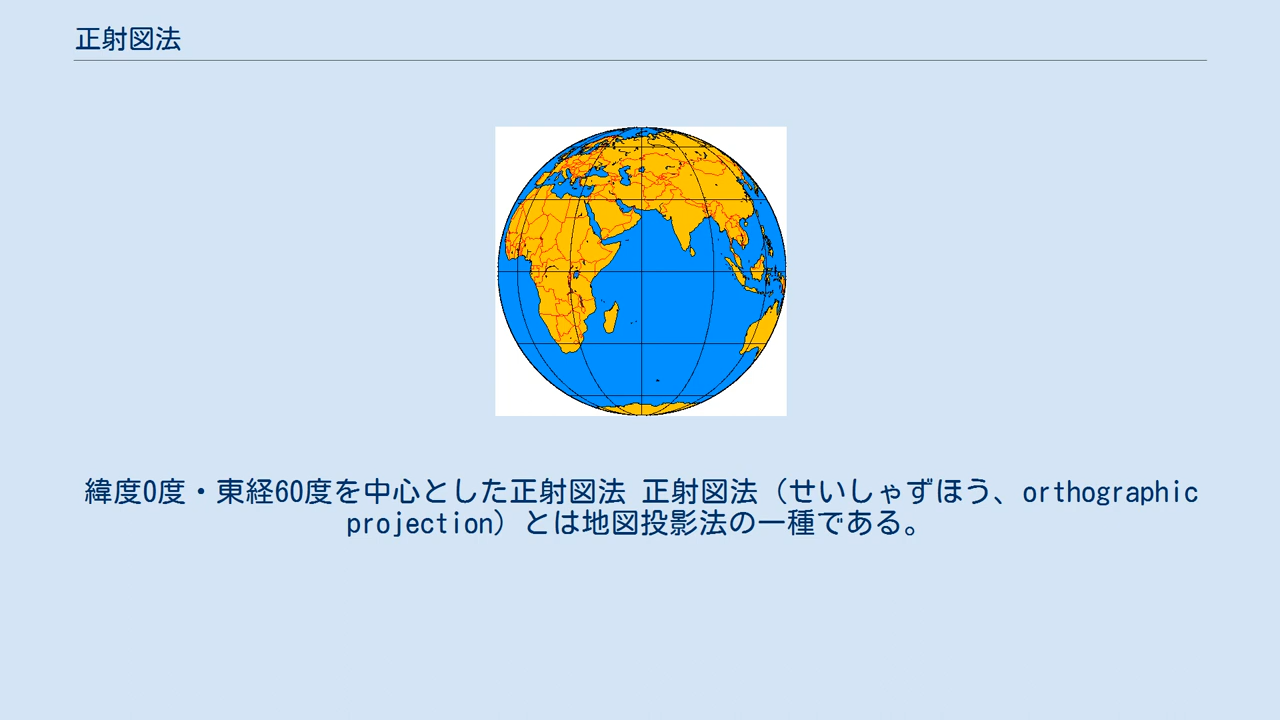 正射図法
緯度0度・東経60度を中心とした正射図法 正射図法（せいしゃずほう、orthographic
projection）とは地図投影法の一種である。